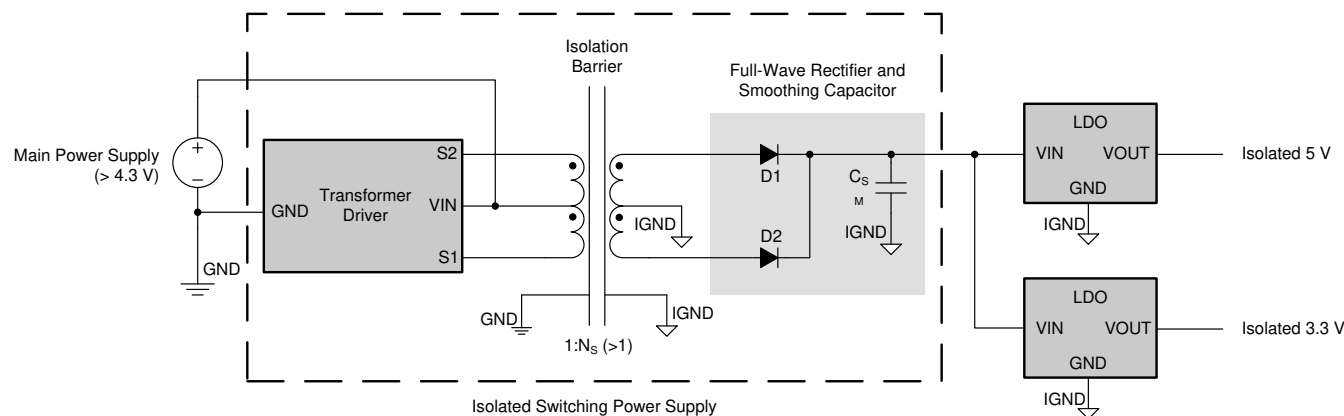 Isolation
Barrier
Full-Wave Rectifier and
Smoothing Capacitor
Main Power Supply
(> 4.3 V)
+
−
GND
Transformer
Driver
GND
S2
VIN
S1
IGND
D1
D2
CS
M
IGND
GND
IGND
1:NS (>1)
Isolated Switching Power Supply
LDO
VIN
VOUT
GND
IGND
Isolated 5 V
LDO
VIN
VOUT
GND
IGND
Isolated 3.3 V